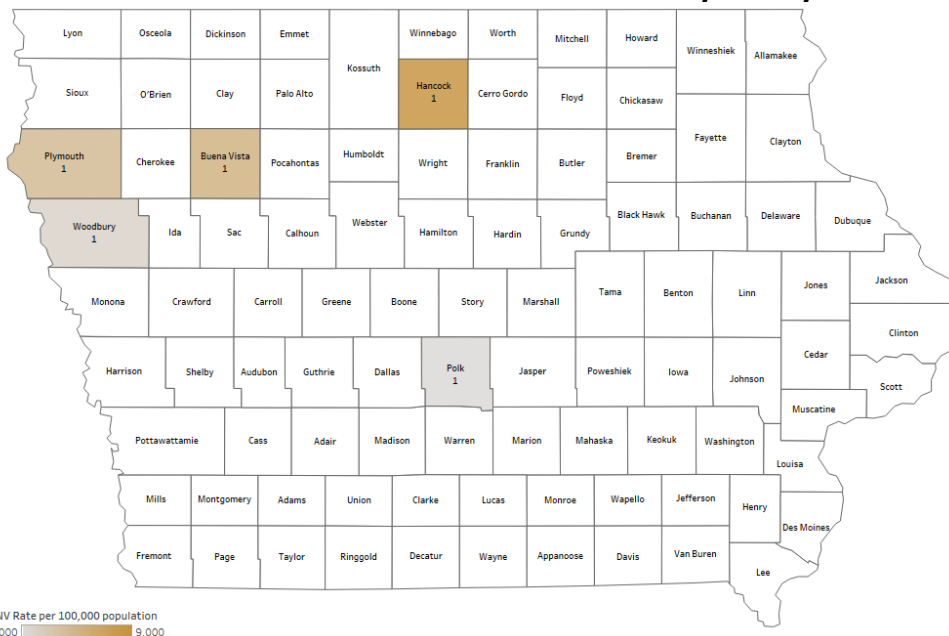 Lyon
Osceola
Dickinson
Emmet
Winnebago
Worth
Mitchell
Howard
Winneshiek
Allamakee
Kossuth
Sioux
O'Brien
Clay
Palo Alto
Hancock
1
Cerro Gordo
Floyd
Chickasaw
Fayette
Clayton
Plymouth
1
Cherokee
Buena Vista
1
Pocahontas
Humboldt
Wright
Franklin
Butler
Bremer
Woodbury
1
Ida
Sac
Calhoun
Webster
Hamilton
Hardin
Grundy
Black Hawk
Buchanan
Delaware
Dubuque
Monona
Crawford
Carroll
Greene
Boone
Story
Marshall
Tama
Benton
Linn
Jones
Jackson
Clinton
Harrison
Shelby
Audubon
Guthrie
Dallas
Polk
1
Jasper
Poweshiek
Iowa
Johnson
Cedar
Scott
Muscatine
Pottawattamie
Cass
Adair
Madison
Warren
Marion
Mahaska
Keokuk
Washington
Louisa
Mills
Montgomery
Adams
Union
Clarke
Lucas
Monroe
Wapello
Jefferson
Henry
Des Moines
Fremont
Page
Taylor
Ringgold
Decatur
Wayne
Appanoose
Davis
Van Buren
Lee
Rate per 100,000 population
9.000